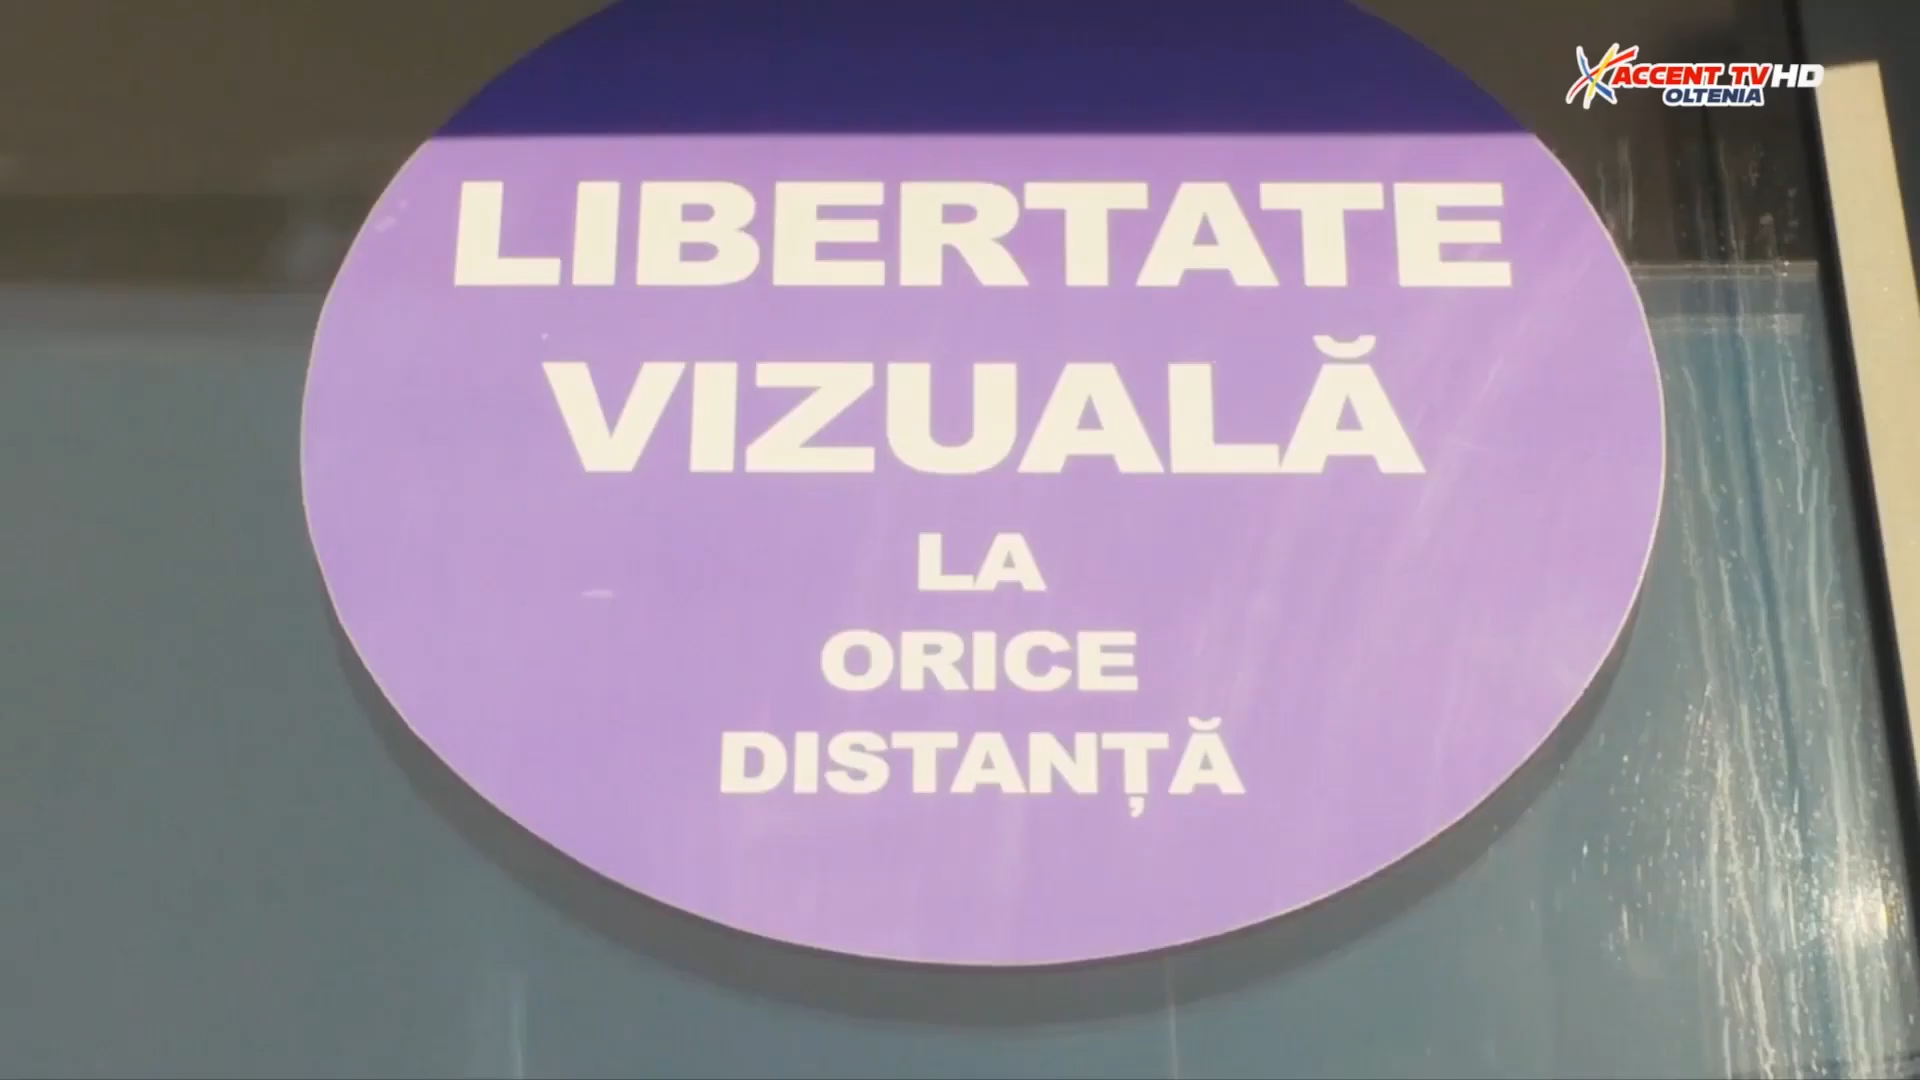 ACCENT TV HD
OLTENIA
LIBERTATE
VIZUALĂ
LA
ORICE
DISTANȚĂ